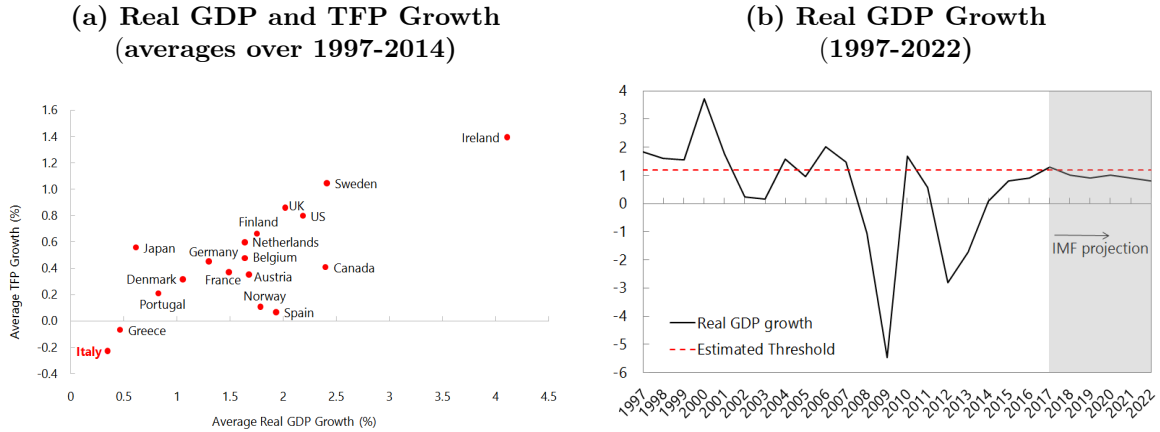 (a) Real GDP and TFP Growth
(averages over 1997-2014)
1.6
1.4
1.2
1.0
0.8
0.6
0.4
0.2
0.0
-0.2
-0.4
Average TFP Growth (%)
Ireland
Sweden
UK
US
Finland
Netherlands
Japan
Germany
Belgium
Canada
Denmark
France
Austria
Portugal
Norway
Spain
Greece
Italy
0
0.5
1
1.5
2
2.5
3
3.5
4
4.5
Average Real GDP Growth (%)
(b) Real GDP Growth
(1997-2022)
4
3
2
1
0
-1
-2
-3
-4
-5
-6
IMF projection
Real GDP growth
Estimated Threshold
1997
1998
1999
2000
2001
2002
2003
2004
2005
2006
2007
2008
2009
2010
2011
2012
2013
2014
2015
2016
2017
2018
2019
2020
2021
2022